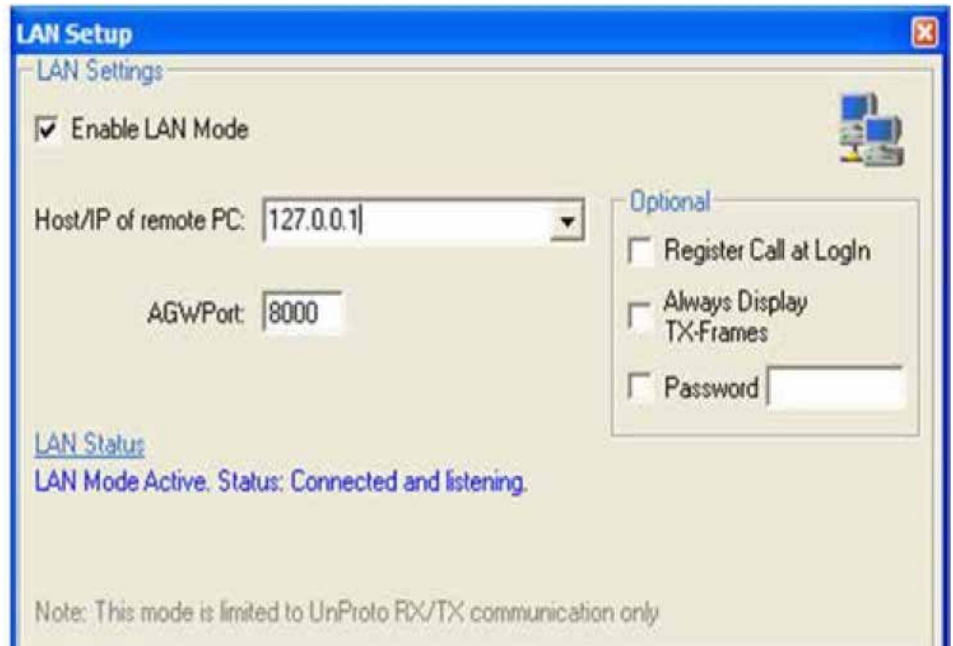 LAN Setup
LAN Settings
Enable LAN Mode
Host/IP of remote PC: 127.0.0.1
AGWPort: 8000
Optional
Register Call at LogIn
Always Display
TX-Frames
Password
LAN Status
LAN Mode Active. Status: Connected and listening.
Note: This mode is limited to UnProto RX/TX communication only